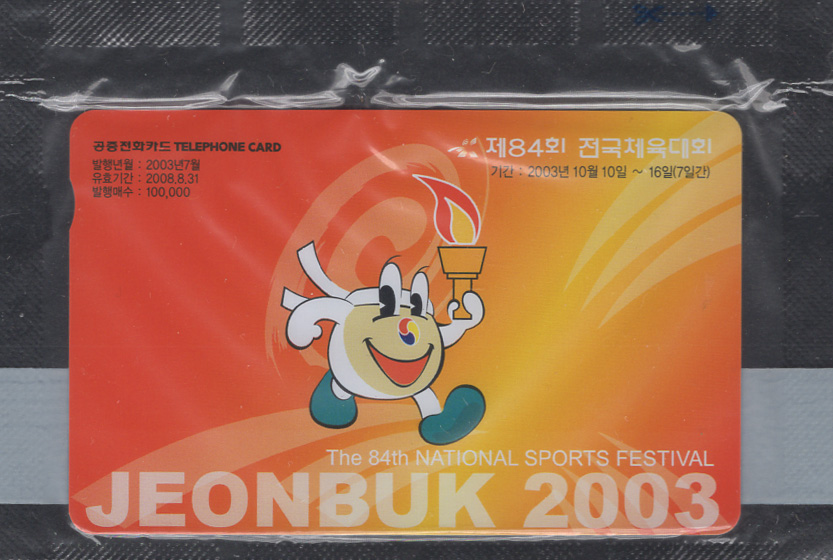 공중전화카드 TELEPHONE CARD
발행년월 : 2003년7월
유효기간 : 2008.8.31
발행매수 : 100,000
제84회 전국체육대회
기간 : 2003년 10월 10일 ~ 16일(7일간)
The 84th NATIONAL SPORTS FESTIVAL
JEONBUK 2003